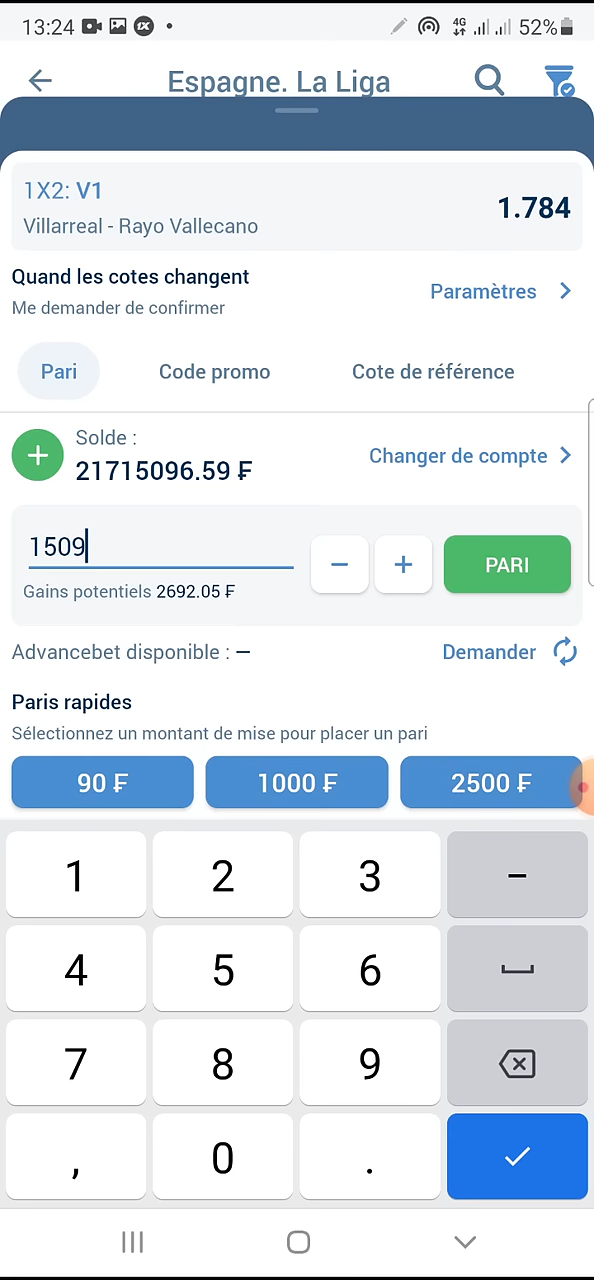 13:24 1X 4G 52%
Espagne. La Liga
1X2: V1
1.784
Villarreal - Rayo Vallecano
Quand les cotes changent
Paramètres
Me demander de confirmer
Pari Code promo Cote de référence
Solde :
21715096.59 ₣
Changer de compte
1509
− + PARI
Gains potentiels 2692.05 ₣
Advancebet disponible : —
Demander
Paris rapides
Sélectionnez un montant de mise pour placer un pari
90 ₣ 1000 ₣ 2500 ₣
1 2 3 −
4 5 6
7 8 9
, 0 .